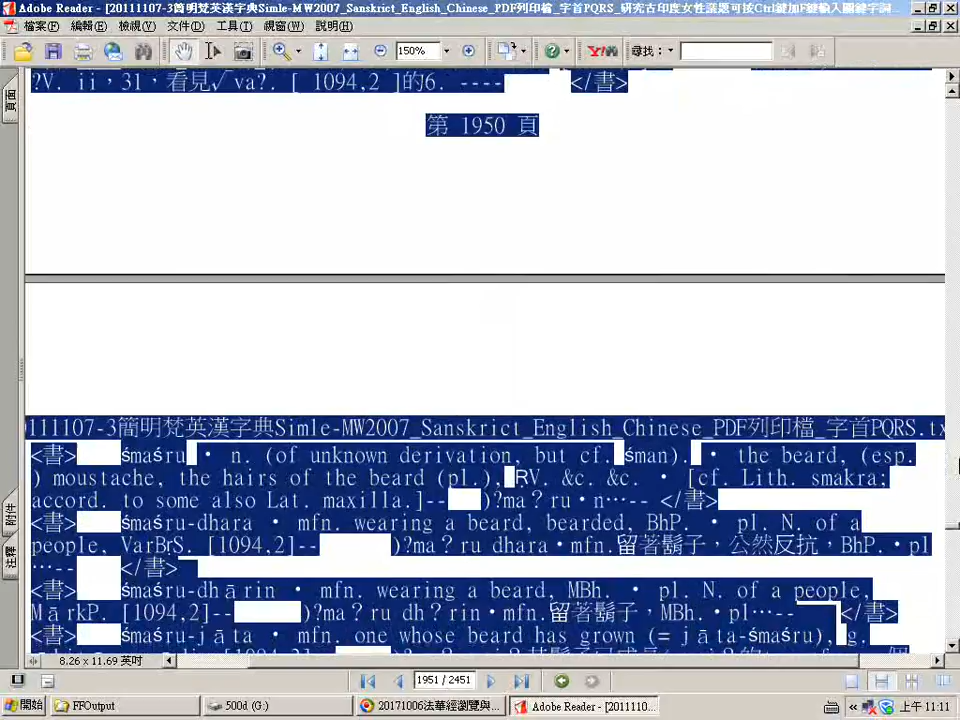 Adobe Reader - [20111107-3簡明梵英漢字典Simle-MW2007_Sanskrict_English_Chinese_PDF列印檔_字首PQRS_研究古印度女性議題可按Ctrl鍵加F鍵輸入關鍵字詞...
檔案(F) 編輯(E) 檢視(V) 文件(D) 工具(T) 視窗(W) 說明(H)
150% Y! 尋找:
?V. ii，31，看見√ va?. [ 1094,2 ]的6. ---- </書>
第 1950 頁
頁面
111107-3簡明梵英漢字典Simle-MW2007_Sanskrict_English_Chinese_PDF列印檔_字首PQRS.tx
<書> śmaśru ‧ n. (of unknown derivation, but cf. śman). ‧ the beard, (esp.
) moustache, the hairs of the beard (pl.), RV. &c. &c. ‧ [cf. Lith. smakra;
accord. to some also Lat. maxilla.]-- )?ma？ru‧n…-- </書>
<書> śmaśru-dhara ‧ mfn. wearing a beard, bearded, BhP. ‧ pl. N. of a
people, VarBrS. [1094,2]-- )?ma？ru dhara‧mfn.留著鬍子，公然反抗，BhP.‧pl
…-- </書>
<書> śmaśru-dhārin ‧ mfn. wearing a beard, MBh. ‧ pl. N. of a people,
MārkP. [1094,2]-- )?ma？ru dh？rin‧mfn.留著鬍子，MBh.‧pl…-- </書>
<書> śmaśru-jāta ‧ mfn. one whose beard has grown (= jāta-śmaśru), g.
附件
註釋
8.26 x 11.69 英吋
1951 / 2451
開始 FFOutput 500d (G:) 20171006法華經瀏覽與... Adobe Reader - [2011110... « 上午 11:11